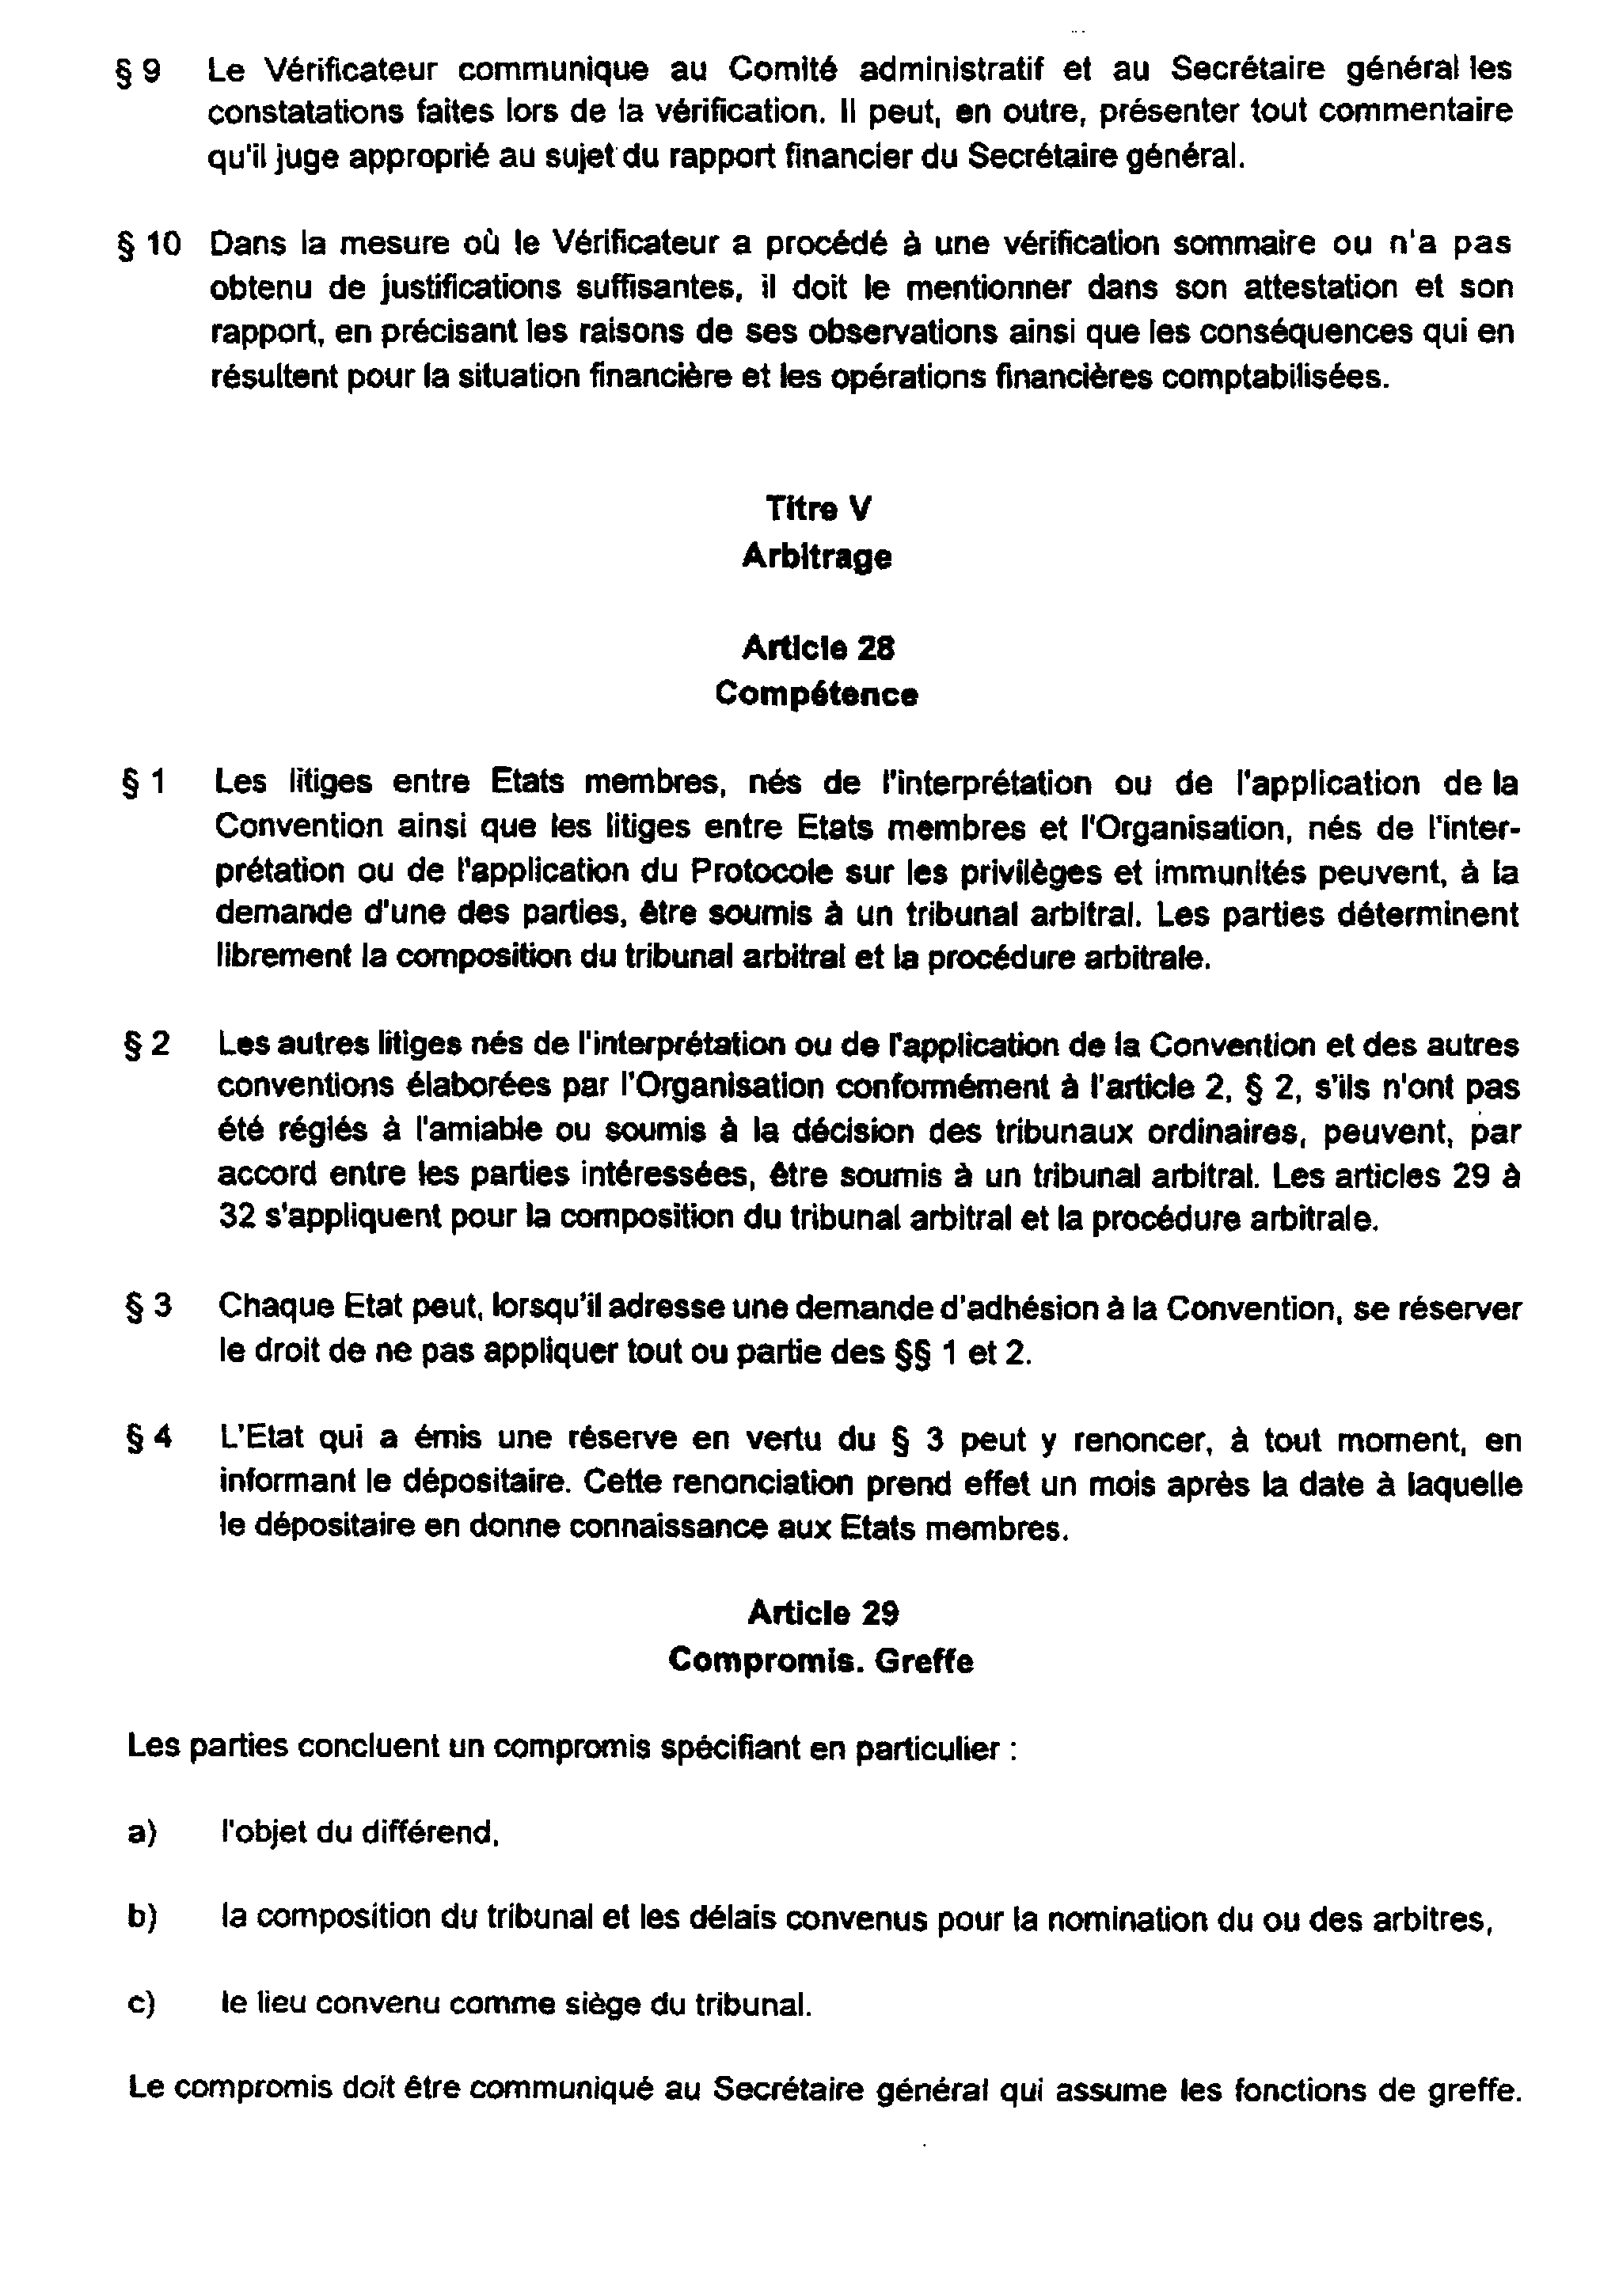 § 9 Le Vérificateur communique au Comité administratif et au Secrétaire général les
constatations faites lors de la vérification. Il peut, en outre, présenter tout commentaire
qu'il juge approprié au sujet du rapport financier du Secrétaire général.
§ 10 Dans la mesure où le Vérificateur a procédé à une vérification sommaire ou n'a pas
obtenu de justifications suffisantes, il doit le mentionner dans son attestation et son
rapport, en précisant les raisons de ses observations ainsi que les conséquences qui en
résultent pour la situation financière et les opérations financières comptabilisées.
Titre V
Arbitrage
Article 28
Compétence
§ 1 Les litiges entre Etats membres, nés de l'interprétation ou de l'application de la
Convention ainsi que les litiges entre Etats membres et l'Organisation, nés de l'inter-
prétation ou de l'application du Protocole sur les privilèges et immunités peuvent, à la
demande d'une des parties, être soumis à un tribunal arbitral. Les parties déterminent
librement la composition du tribunal arbitral et la procédure arbitrale.
§ 2 Les autres litiges nés de l'interprétation ou de l'application de la Convention et des autres
conventions élaborées par l'Organisation conformément à l'article 2, § 2, s'ils n'ont pas
été réglés à l'amiable ou soumis à la décision des tribunaux ordinaires, peuvent, par
accord entre les parties intéressées, être soumis à un tribunal arbitral. Les articles 29 à
32 s'appliquent pour la composition du tribunal arbitral et la procédure arbitrale.
§ 3 Chaque Etat peut, lorsqu'il adresse une demande d'adhésion à la Convention, se réserver
le droit de ne pas appliquer tout ou partie des §§ 1 et 2.
§ 4 L'Etat qui a émis une réserve en vertu du § 3 peut y renoncer, à tout moment, en
informant le dépositaire. Cette renonciation prend effet un mois après la date à laquelle
le dépositaire en donne connaissance aux Etats membres.
Article 29
Compromis. Greffe
Les parties concluent un compromis spécifiant en particulier :
a) l'objet du différend,
b) la composition du tribunal et les délais convenus pour la nomination du ou des arbitres,
c) le lieu convenu comme siège du tribunal.
Le compromis doit être communiqué au Secrétaire général qui assume les fonctions de greffe.